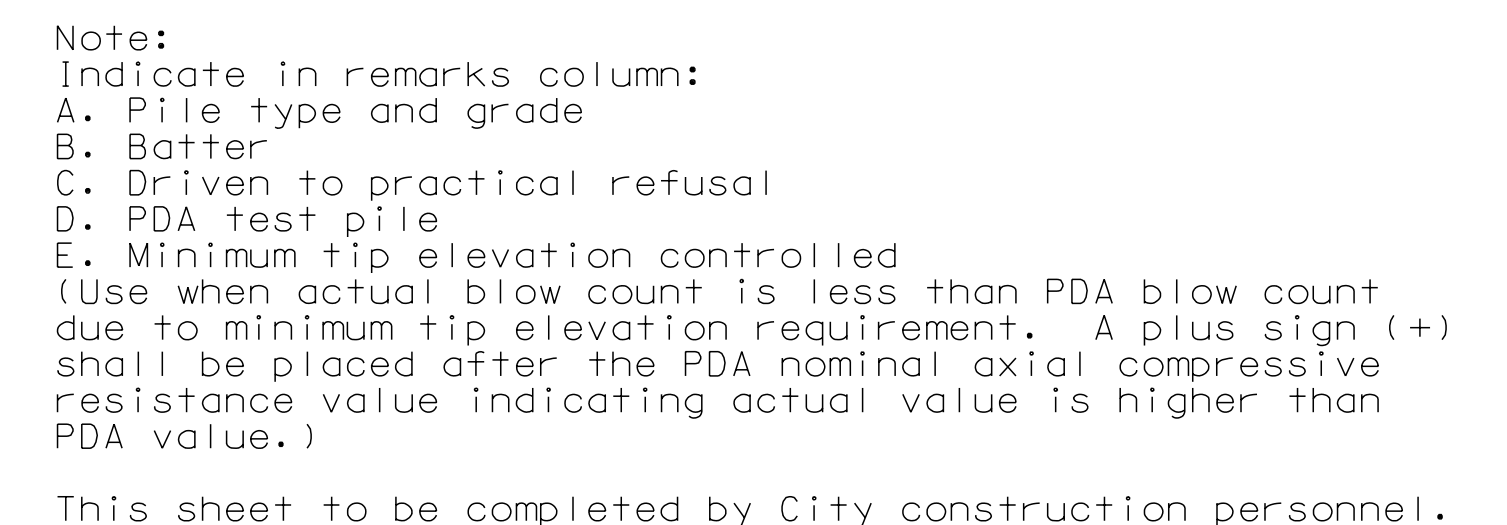 Note:
Indicate in remarks column:
A. Pile type and grade
B. Batter
C. Driven to practical refusal
D. PDA test pile
E. Minimum tip elevation controlled
(Use when actual blow count is less than PDA blow count
due to minimum tip elevation requirement.  A plus sign (+)
shall be placed after the PDA nominal axial compressive
resistance value indicating actual value is higher than
PDA value.)

This sheet to be completed by City construction personnel.